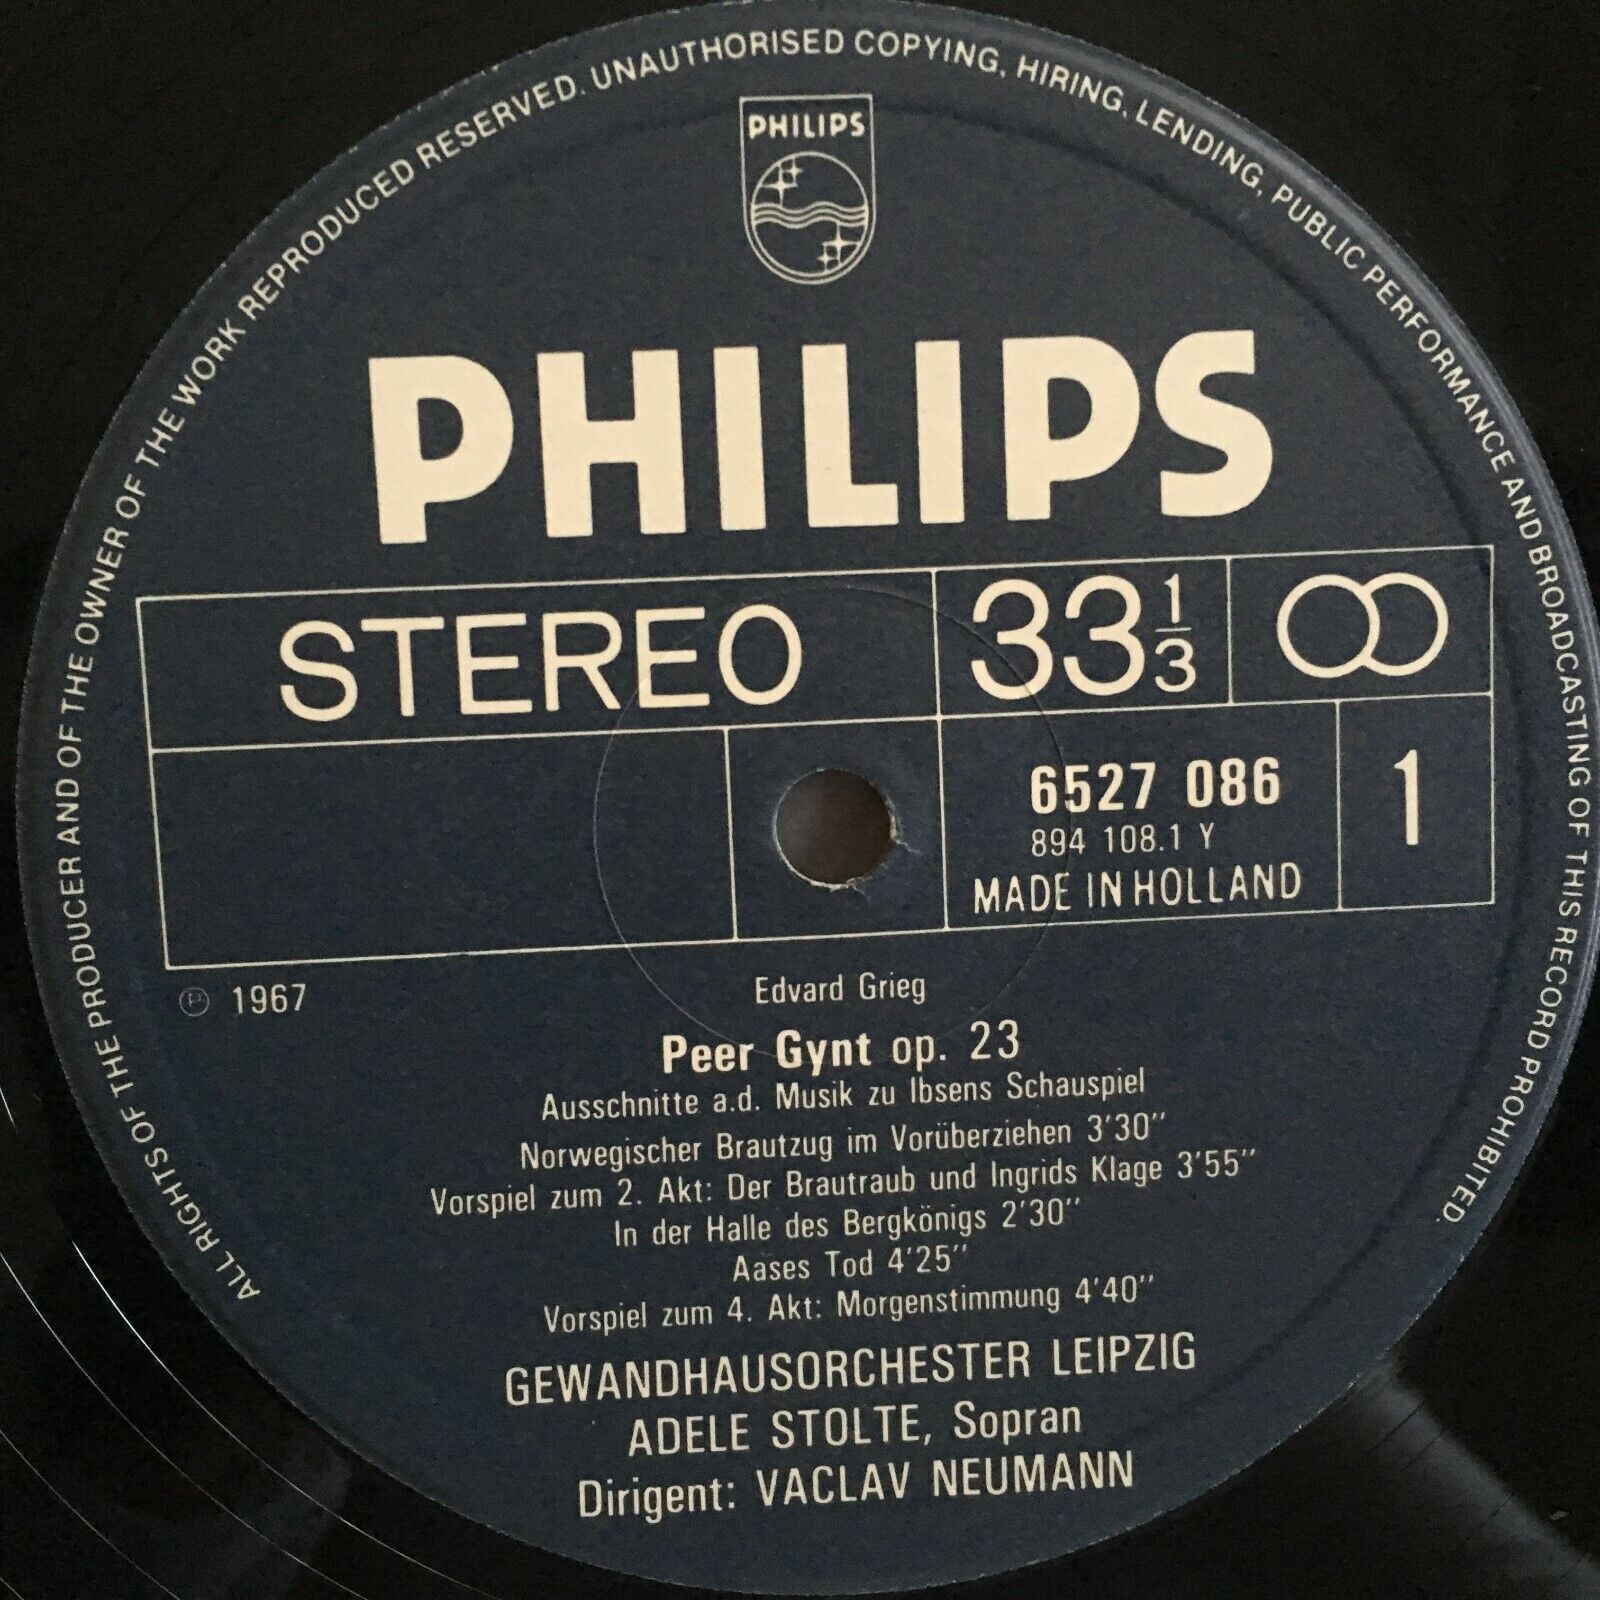 ALL RIGHTS OF THE PRODUCER AND OF THE OWNER OF THE WORK REPRODUCED RESERVED. UNAUTHORISED COPYING, HIRING, LENDING, PUBLIC PERFORMANCE AND BROADCASTING OF THIS RECORD PROHIBITED.
PHILIPS
PHILIPS
STEREO 33 1/3
6527 086 1
894 108.1 Y
MADE IN HOLLAND
℗ 1967
Edvard Grieg
Peer Gynt op. 23
Ausschnitte a.d. Musik zu Ibsens Schauspiel
Norwegischer Brautzug im Vorüberziehen 3'30"
Vorspiel zum 2. Akt: Der Brautraub und Ingrids Klage 3'55"
In der Halle des Bergkönigs 2'30"
Aases Tod 4'25"
Vorspiel zum 4. Akt: Morgenstimmung 4'40"
GEWANDHAUSORCHESTER LEIPZIG
ADELE STOLTE, Sopran
Dirigent: VACLAV NEUMANN